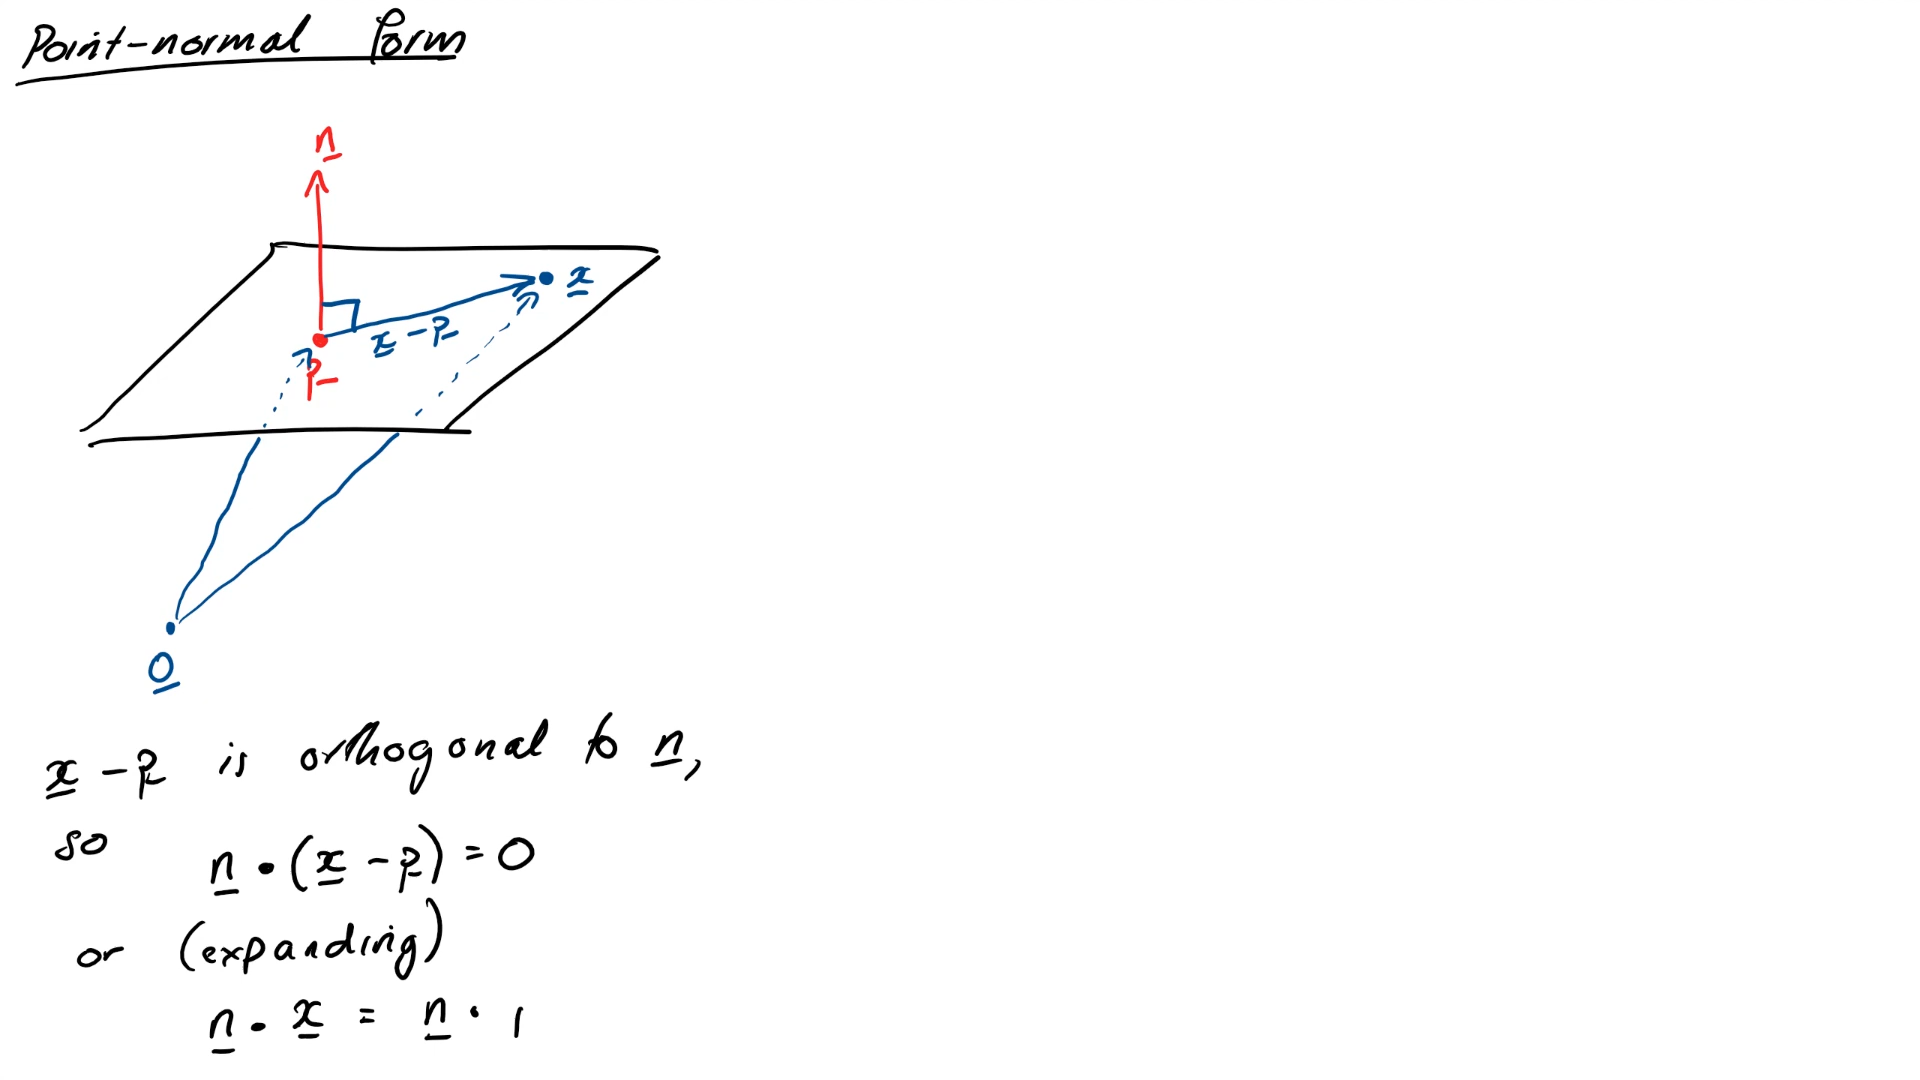 Point-normal form
n
x
x - p
p
0
x - p is orthogonal to n,
so
n • (x - p) = 0
or (expanding)
n • x = n •